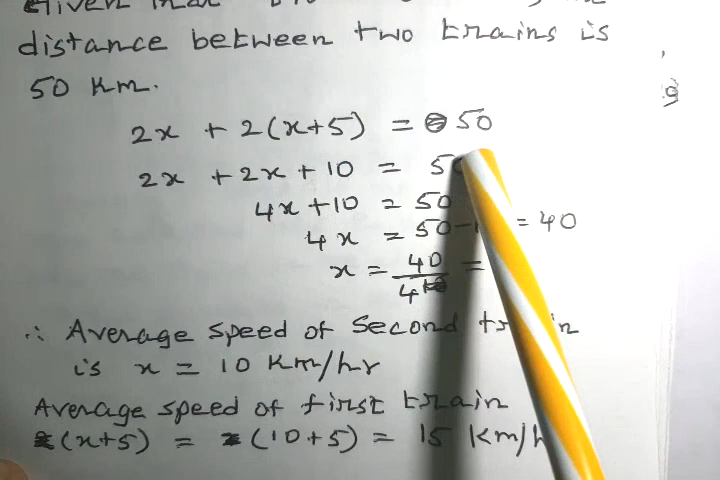 distance between two trains is
50 Km.
2x + 2(x+5) = 50
2x + 2x + 10 = 50
4x + 10 = 50
4x = 50 - = 40
x = 40/4 =
∴ Average speed of second train
is x = 10 Km/hr
Average speed of first train
(x+5) = (10+5) = 15 Km/h